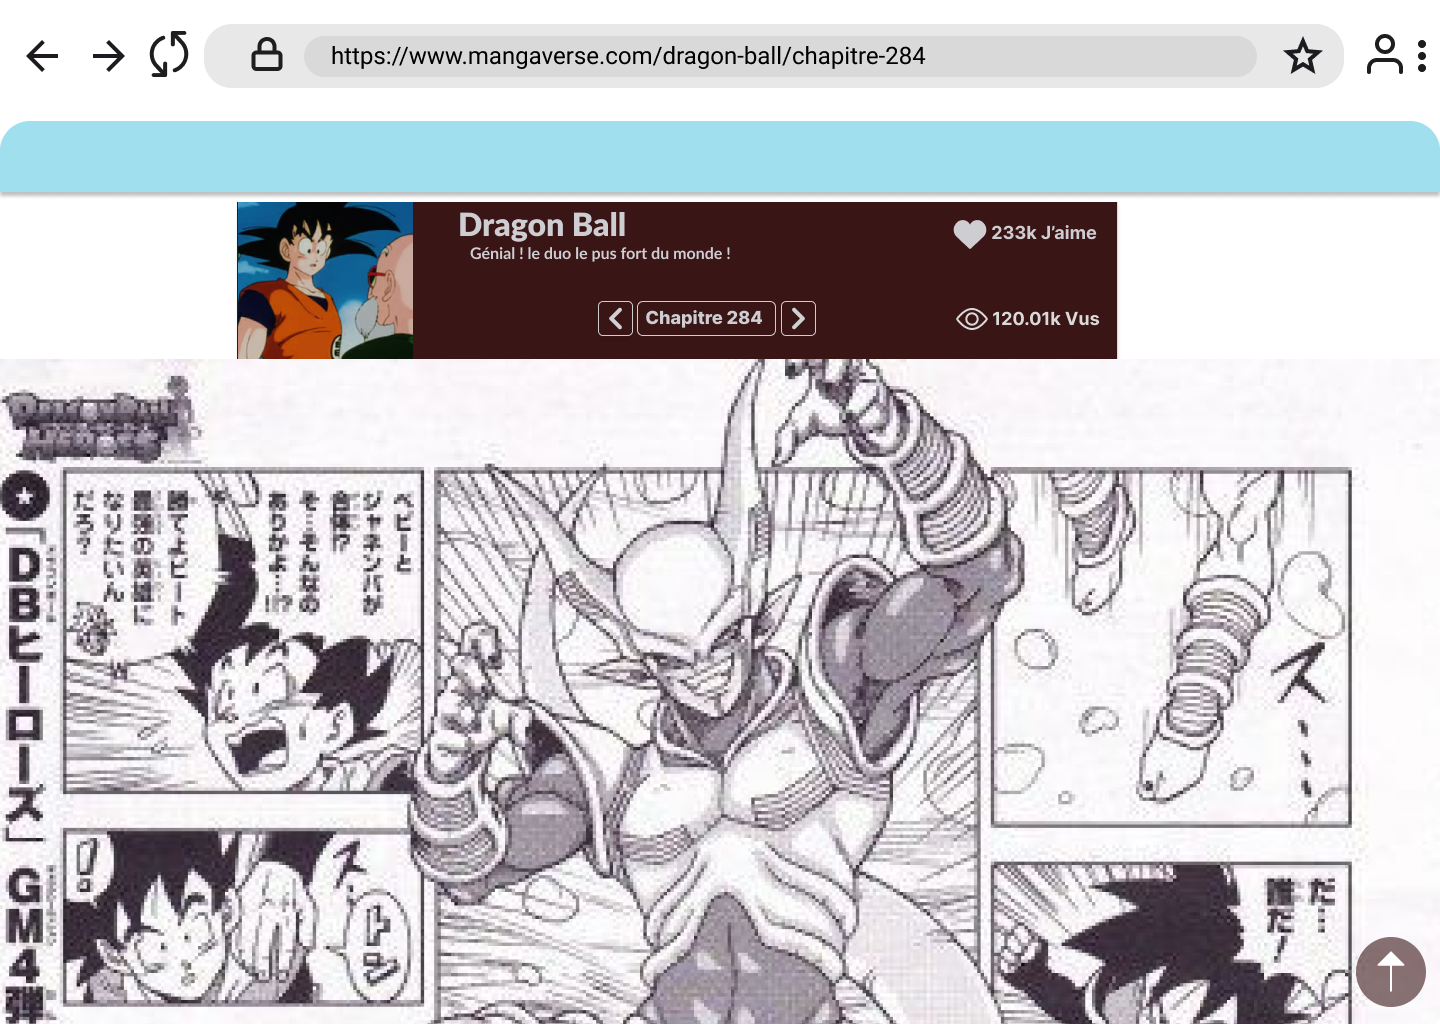 https://www.mangaverse.com/dragon-ball/chapitre-284
Dragon Ball
Génial ! le duo le pus fort du monde !
233k J'aime
Chapitre 284
120.01k Vus
ベビーと
ジャネンバが
合体!?
そ…そんなの
ありかよ…!?
勝てよビート
最強の英雄に
なりたいん
だろ?
ス
「DBヒーローズ」GM4弾
!
ス
だ…
誰だ!